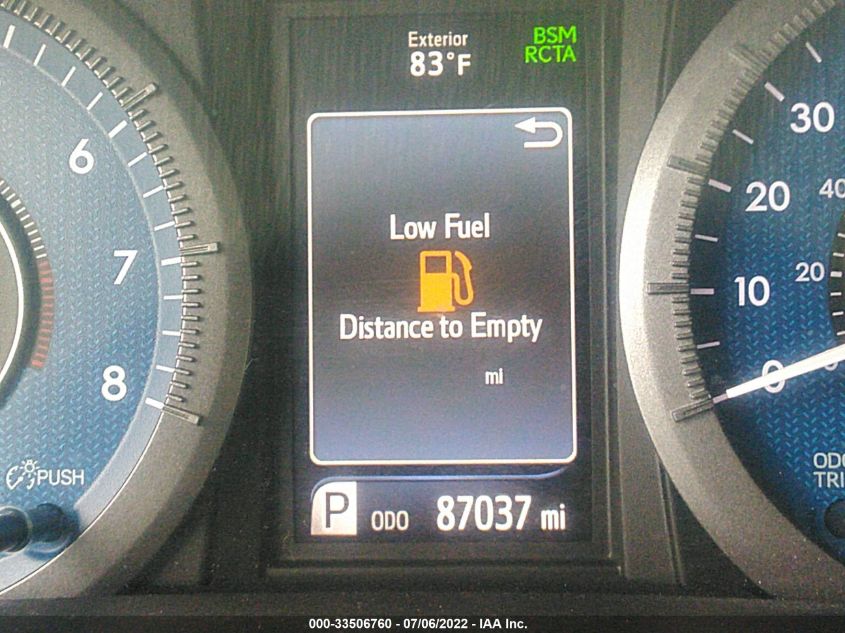 Exterior
83°F
BSM
RCTA
Low Fuel
Distance to Empty
mi
P ODO 87037 mi
6
7
8
PUSH
30
20
10
0
40
20
000-33506760 - 07/06/2022 - IAA Inc.